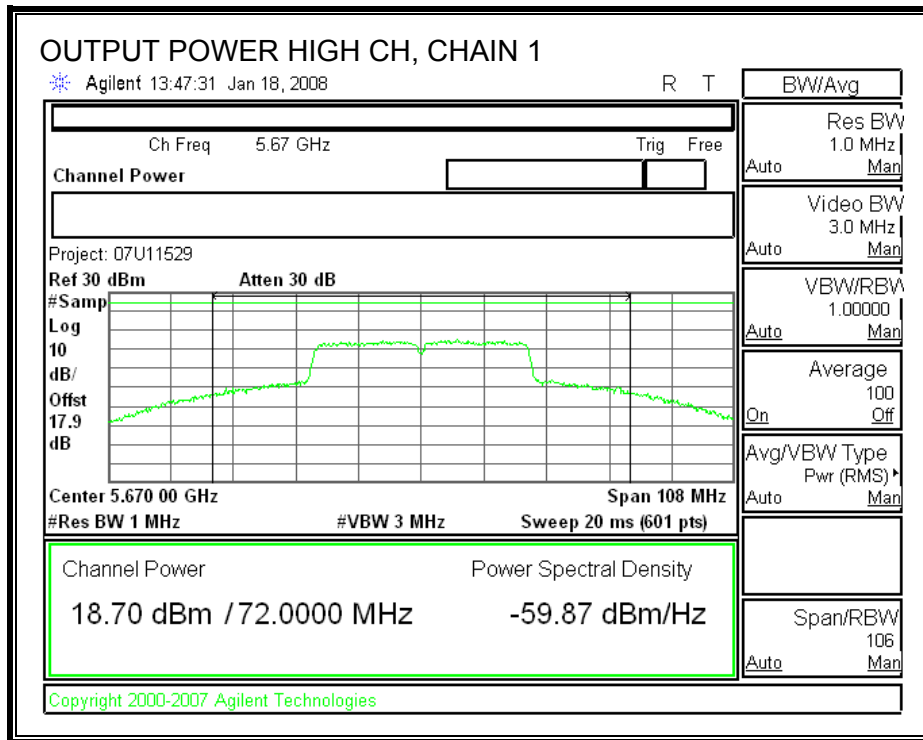 OUTPUT POWER HIGH CH, CHAIN 1
Agilent 13:47:31 Jan 18, 2008 R T
Ch Freq 5.67 GHz Trig Free
Channel Power
Project: 07U11529
Ref 30 dBm Atten 30 dB
#Samp
Log
10
dB/
Offst
17.9
dB
Center 5.670 00 GHz Span 108 MHz
#Res BW 1 MHz #VBW 3 MHz Sweep 20 ms (601 pts)
Channel Power Power Spectral Density
18.70 dBm / 72.0000 MHz -59.87 dBm/Hz
Copyright 2000-2007 Agilent Technologies
BW/Avg
Res BW
1.0 MHz
Auto Man
Video BW
3.0 MHz
Auto Man
VBW/RBW
1.00000
Auto Man
Average
100
On Off
Avg/VBW Type
Pwr (RMS)
Auto Man
Span/RBW
106
Auto Man